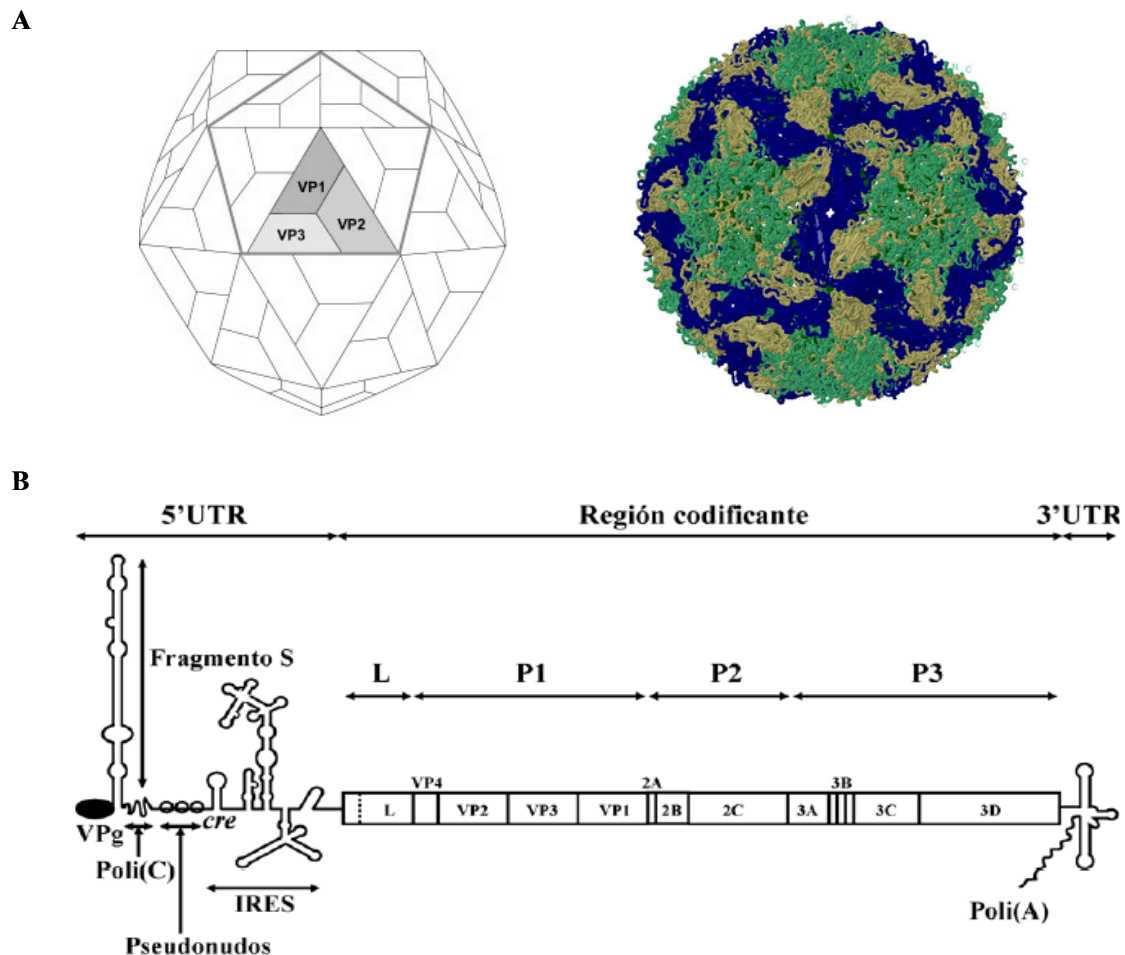 A
VP1
VP2
VP3
B
5'UTR
Región codificante
3'UTR
Fragmento S
L
P1
P2
P3
VP4
2A
3B
L
VP2
VP3
VP1
2B
2C
3A
3C
3D
VPg
cre
Poli(C)
IRES
Poli(A)
Pseudonudos